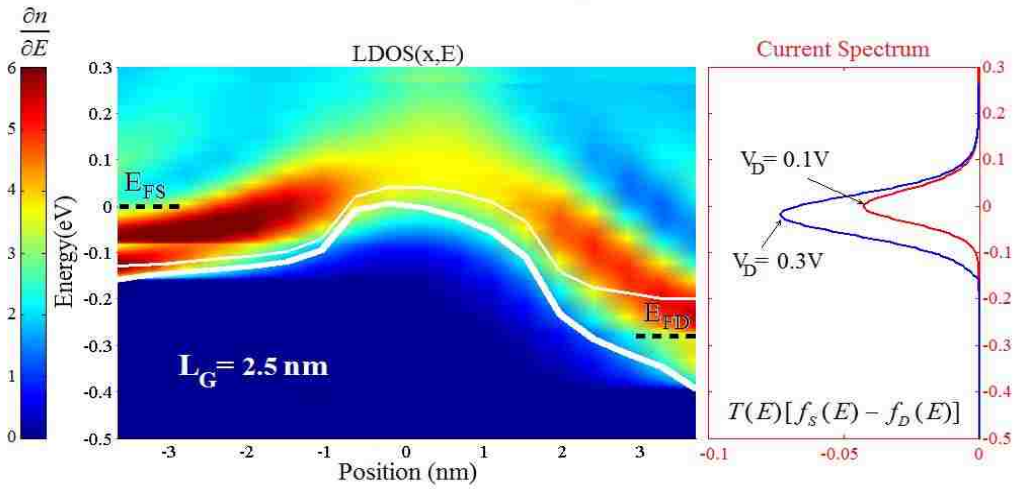 ∂n
∂E
LDOS(x,E)
Current Spectrum
6
5
4
3
2
1
0
Energy(eV)
0.3
0.2
0.1
0
-0.1
-0.2
-0.3
-0.4
-0.5
E_FS
E_FD
L_G= 2.5 nm
-3
-2
-1
0
1
2
3
Position (nm)
V_D= 0.1V
V_D= 0.3V
T(E)[f_S(E) − f_D(E)]
0.3
0.2
0.1
0
-0.1
-0.2
-0.3
-0.4
-0.5
-0.1
-0.05
0